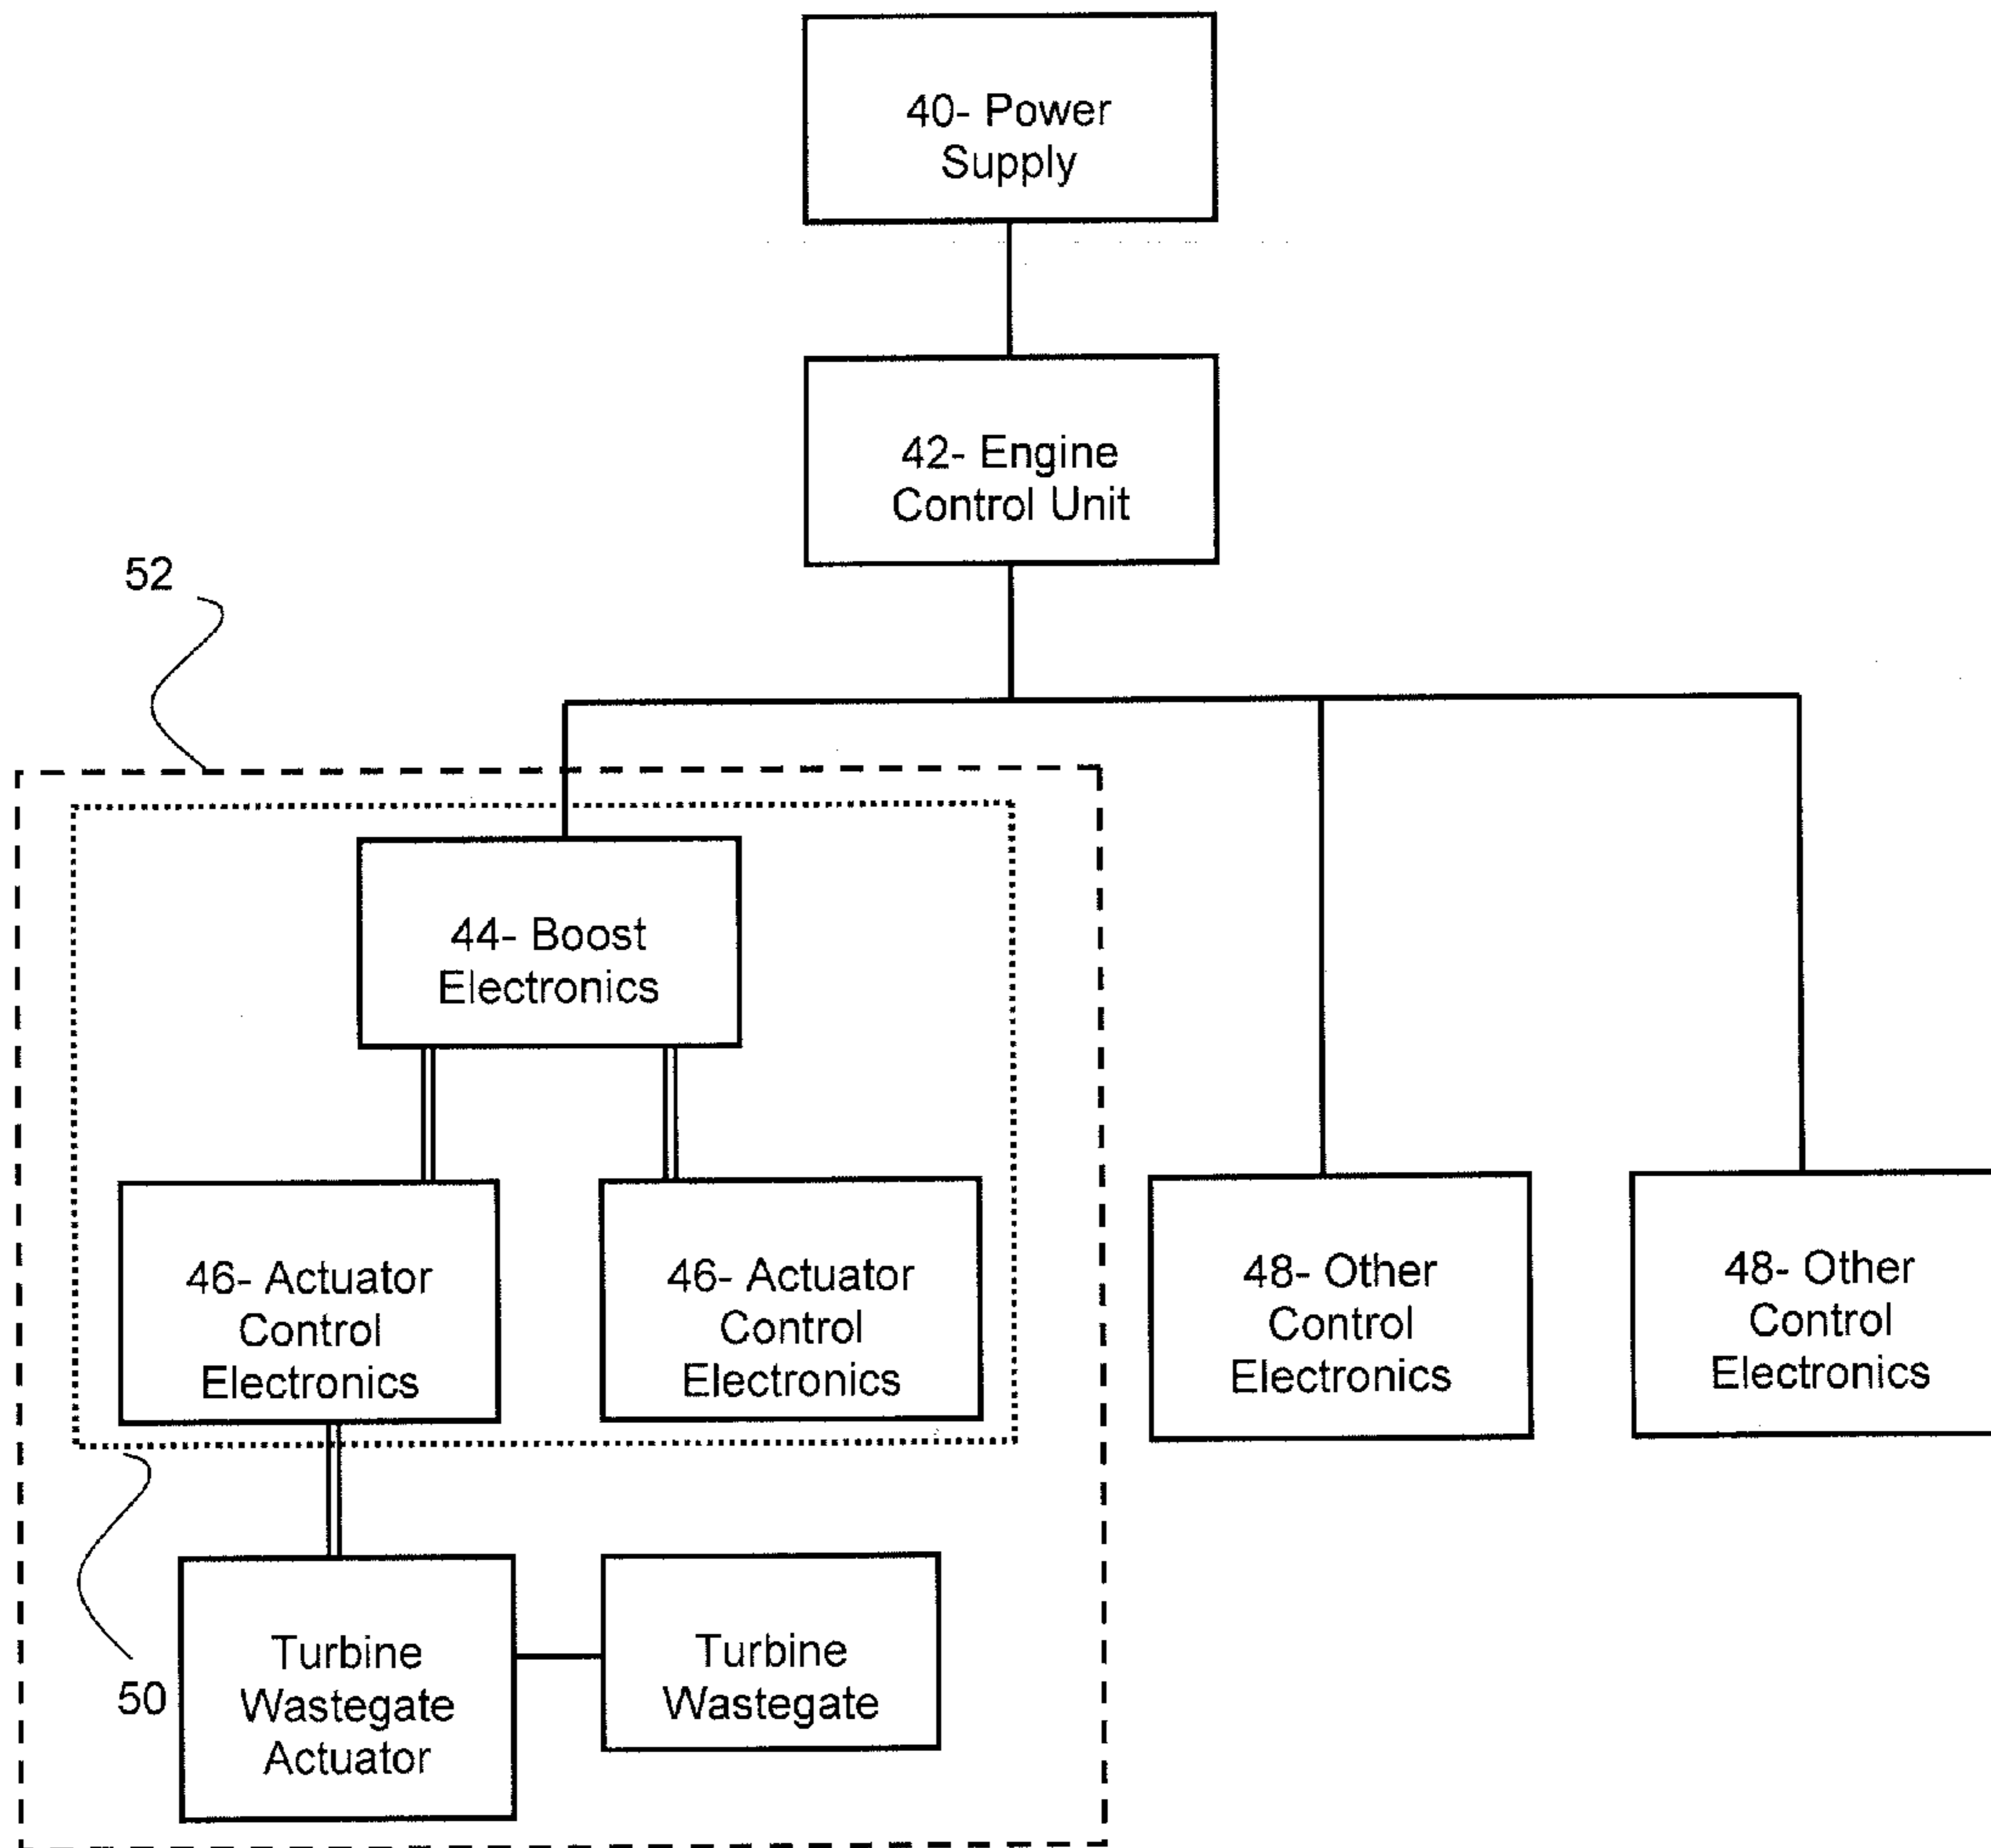 40- Power
Supply
42- Engine
Control Unit
52
44- Boost
Electronics
46- Actuator
Control
Electronics
46- Actuator
Control
Electronics
48- Other
Control
Electronics
48- Other
Control
Electronics
50
Turbine
Wastegate
Actuator
Turbine
Wastegate